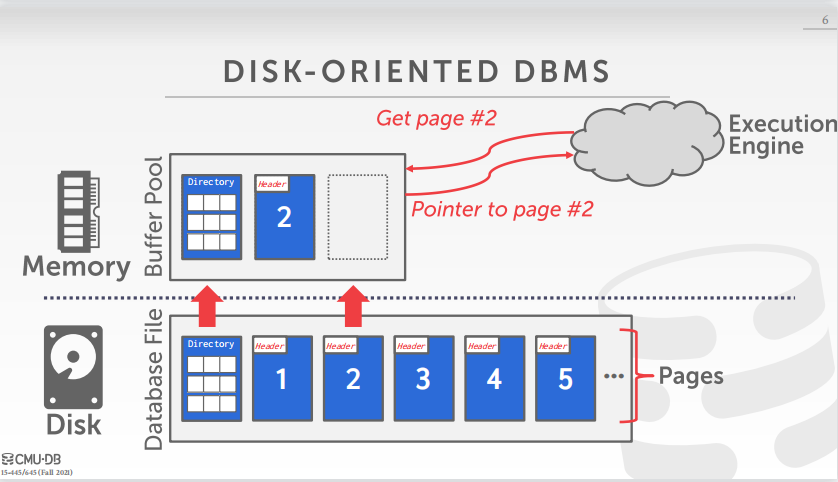 6
DISK-ORIENTED DBMS
Get page #2
Execution
Engine
Pointer to page #2
Memory
Buffer Pool
Directory
Header
2
Disk
Database File
Directory
Header
1
Header
2
Header
3
Header
4
Header
5
...
Pages
CMU·DB
15-445/645 (Fall 2021)